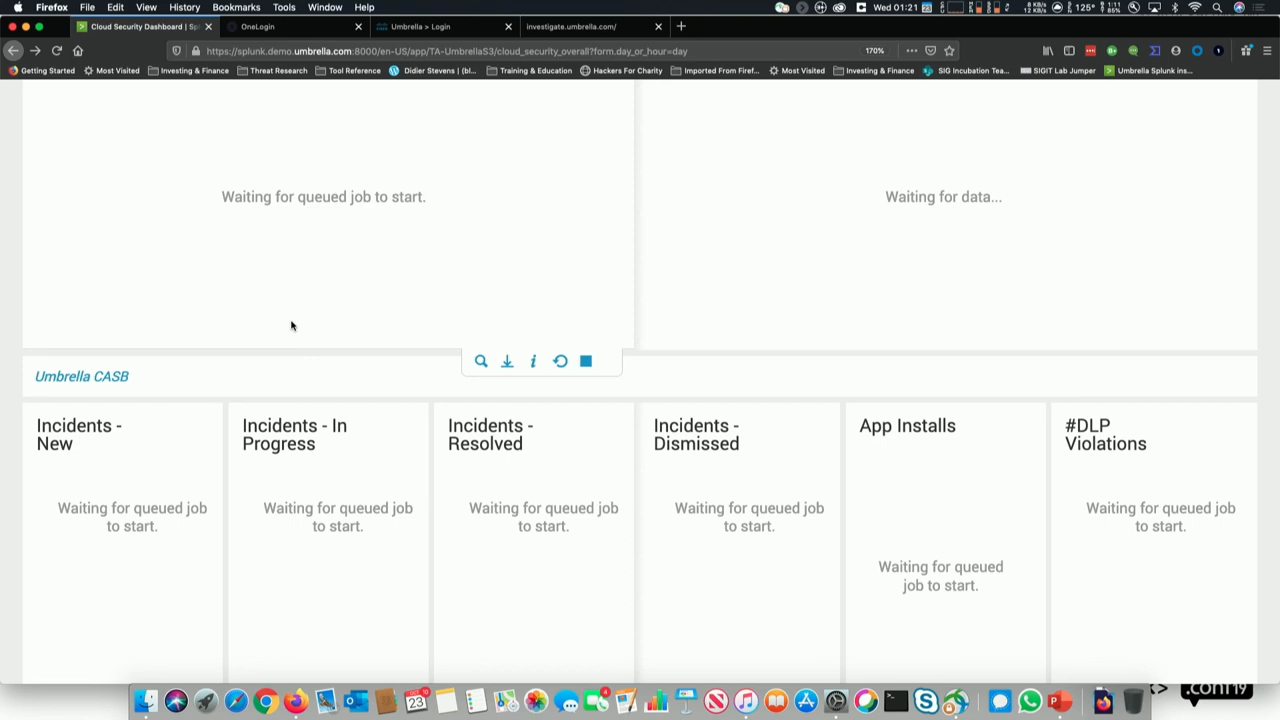 Firefox File Edit View History Bookmarks Tools Window Help
Wed 01:21
Cloud Security Dashboard | Spl
OneLogin
Umbrella > Login
investigate.umbrella.com/
https://splunk.demo.umbrella.com:8000/en-US/app/TA-UmbrellaS3/cloud_security_overall?form.day_or_hour=day
170%
Getting Started Most Visited Investing & Finance Threat Research Tool Reference Didier Stevens | (bl... Training & Education Hackers For Charity Imported From Firef... Most Visited Investing & Finance SIG Incubation Tea... SIGIT Lab Jumper Umbrella Splunk ins...
Waiting for queued job to start.
Waiting for data...
Umbrella CASB
Incidents -
New
Waiting for queued job
to start.
Incidents - In
Progress
Waiting for queued job
to start.
Incidents -
Resolved
Waiting for queued job
to start.
Incidents -
Dismissed
Waiting for queued job
to start.
App Installs
Waiting for queued
job to start.
#DLP
Violations
Waiting for queued job
to start.
.conf19